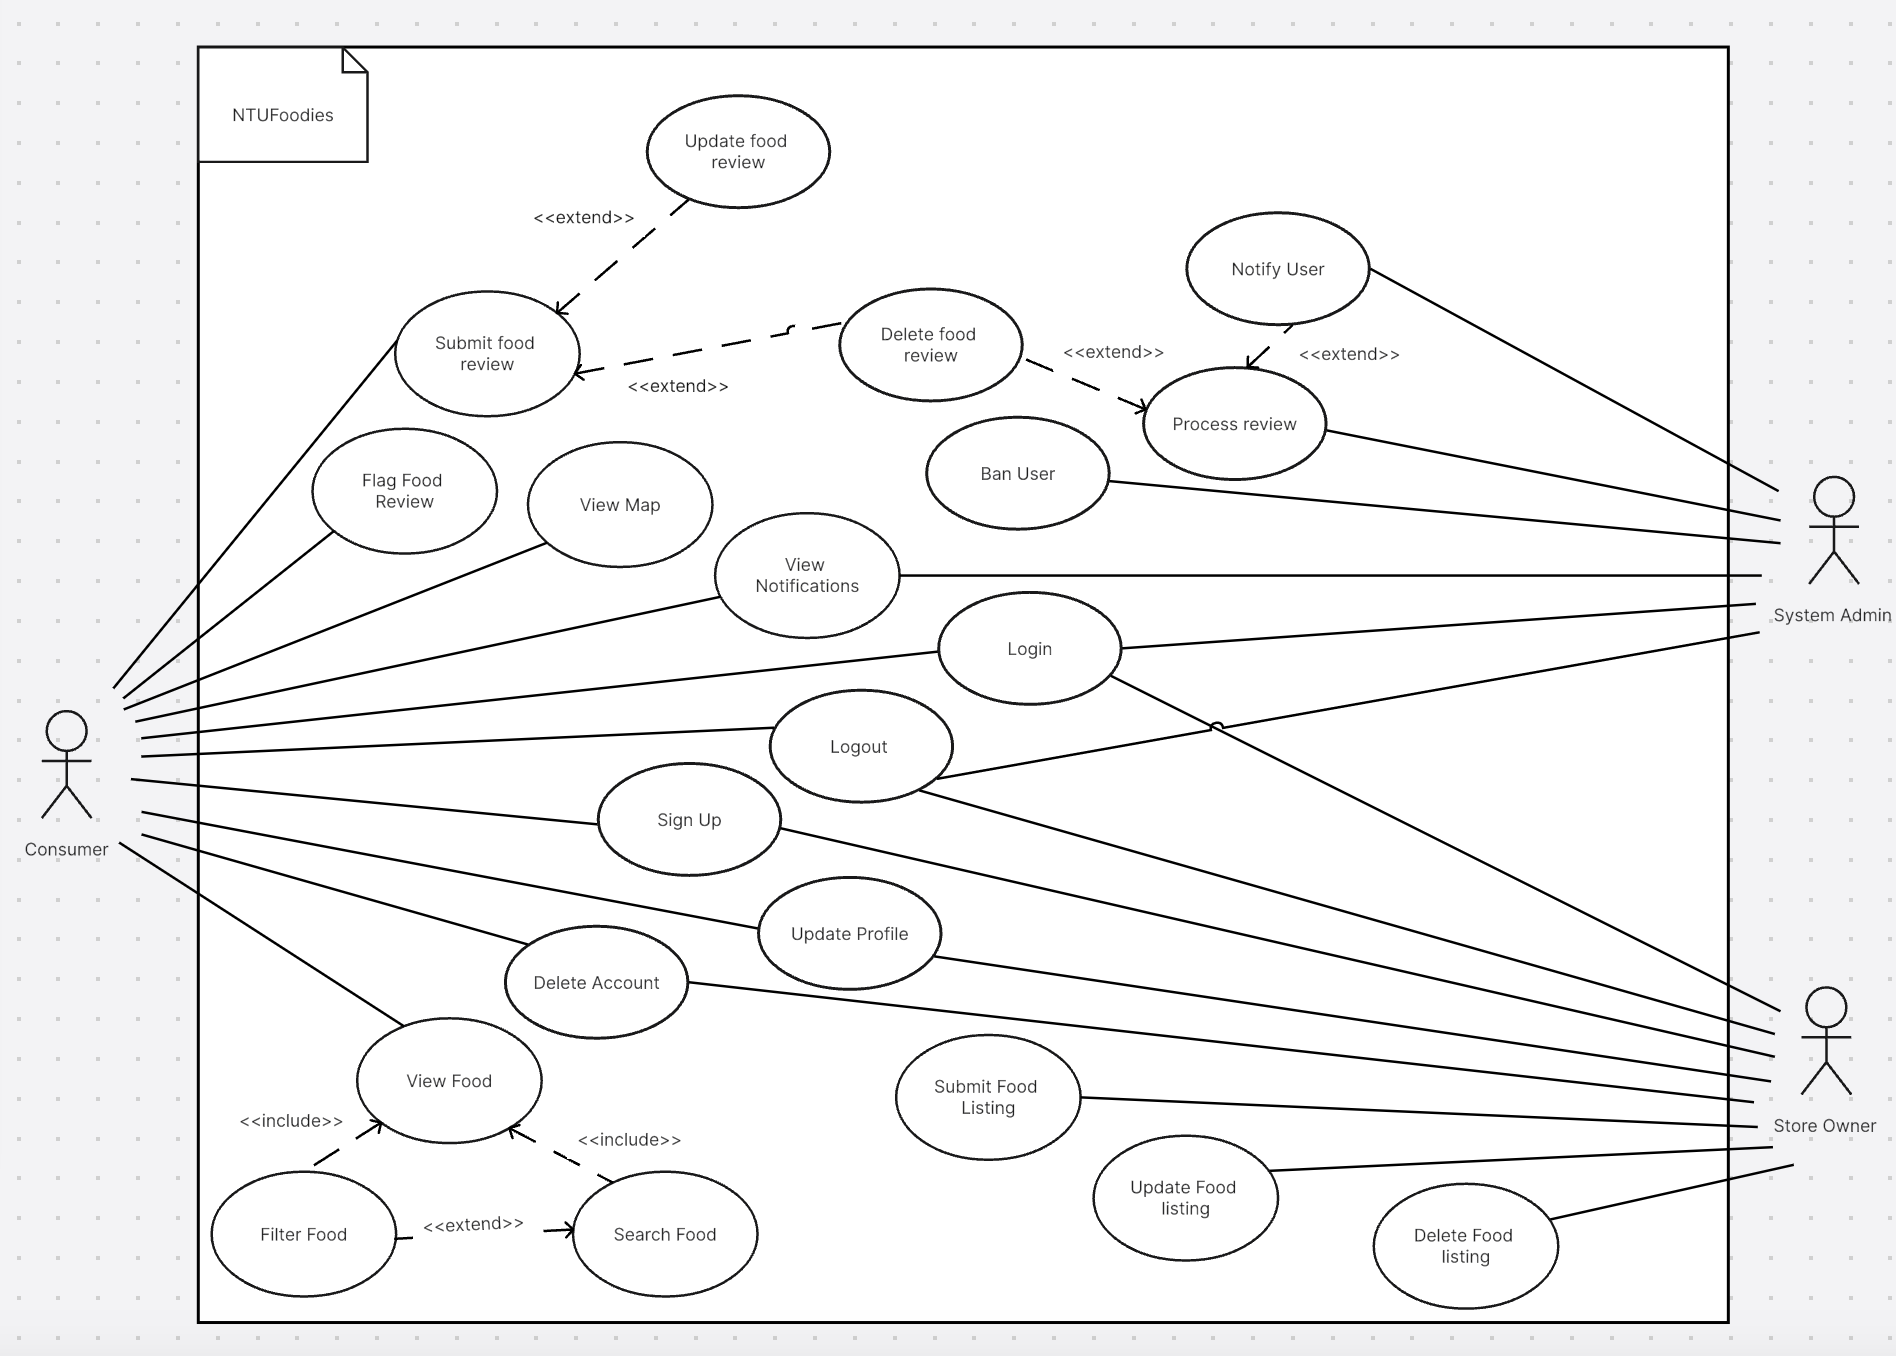 NTUFoodies
Update food
review
<<extend>>
Notify User
Submit food
review
Delete food
review
<<extend>>
<<extend>>
<<extend>>
Process review
Flag Food
Review
View Map
Ban User
View
Notifications
System Admin
Login
Logout
Sign Up
Consumer
Update Profile
Delete Account
View Food
Submit Food
Listing
<<include>>
<<include>>
Store Owner
Update Food
listing
Filter Food
<<extend>>
Search Food
Delete Food
listing